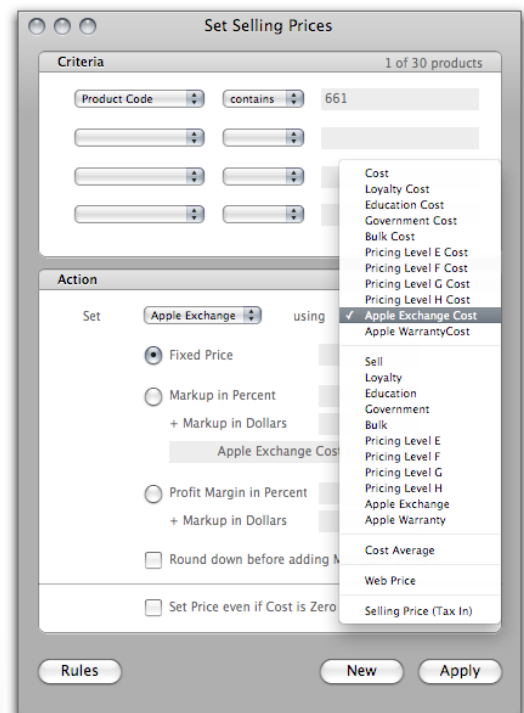 Set Selling Prices
Criteria 1 of 30 products
Product Code contains 661
Cost
Loyalty Cost
Education Cost
Government Cost
Bulk Cost
Pricing Level E Cost
Pricing Level F Cost
Pricing Level G Cost
Pricing Level H Cost
✓ Apple Exchange Cost
Apple WarrantyCost
Sell
Loyalty
Education
Government
Bulk
Pricing Level E
Pricing Level F
Pricing Level G
Pricing Level H
Apple Exchange
Apple Warranty
Cost Average
Web Price
Selling Price (Tax In)
Action
Set Apple Exchange using
Fixed Price
Markup in Percent
+ Markup in Dollars
Apple Exchange Cost
Profit Margin in Percent
+ Markup in Dollars
Round down before adding
Set Price even if Cost is Zero
Rules New Apply